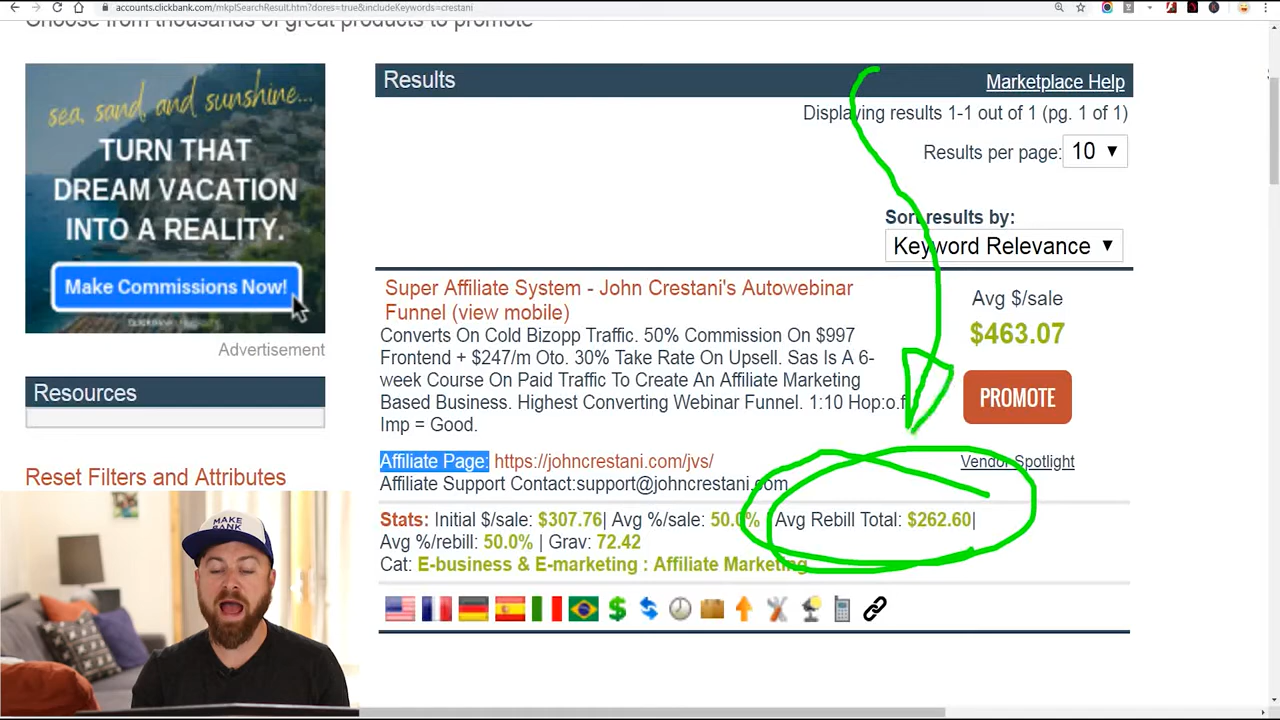 accounts.clickbank.com/mkplSearchResult.htm?dores=true&includeKeywords=crestani
Choose from thousands of great products to promote
sea, sand, and sunshine...
TURN THAT
DREAM VACATION
INTO A REALITY.
Make Commissions Now!
Advertisement
Resources
Reset Filters and Attributes
Results
Marketplace Help
Displaying results 1-1 out of 1 (pg. 1 of 1)
Results per page: 10
Sort results by:
Keyword Relevance
Super Affiliate System - John Crestani's Autowebinar
Funnel (view mobile)
Converts On Cold Bizopp Traffic. 50% Commission On $997
Frontend + $247/m Oto. 30% Take Rate On Upsell. Sas Is A 6-
week Course On Paid Traffic To Create An Affiliate Marketing
Based Business. Highest Converting Webinar Funnel. 1:10 Hop:o.f.
Imp = Good.
Avg $/sale
$463.07
PROMOTE
Vendor Spotlight
Affiliate Page: https://johncrestani.com/jvs/
Affiliate Support Contact:support@johncrestani.com
Stats: Initial $/sale: $307.76| Avg %/sale: 50.0% | Avg Rebill Total: $262.60|
Avg %/rebill: 50.0% | Grav: 72.42
Cat: E-business & E-marketing : Affiliate Marketing
MAKE
BANK